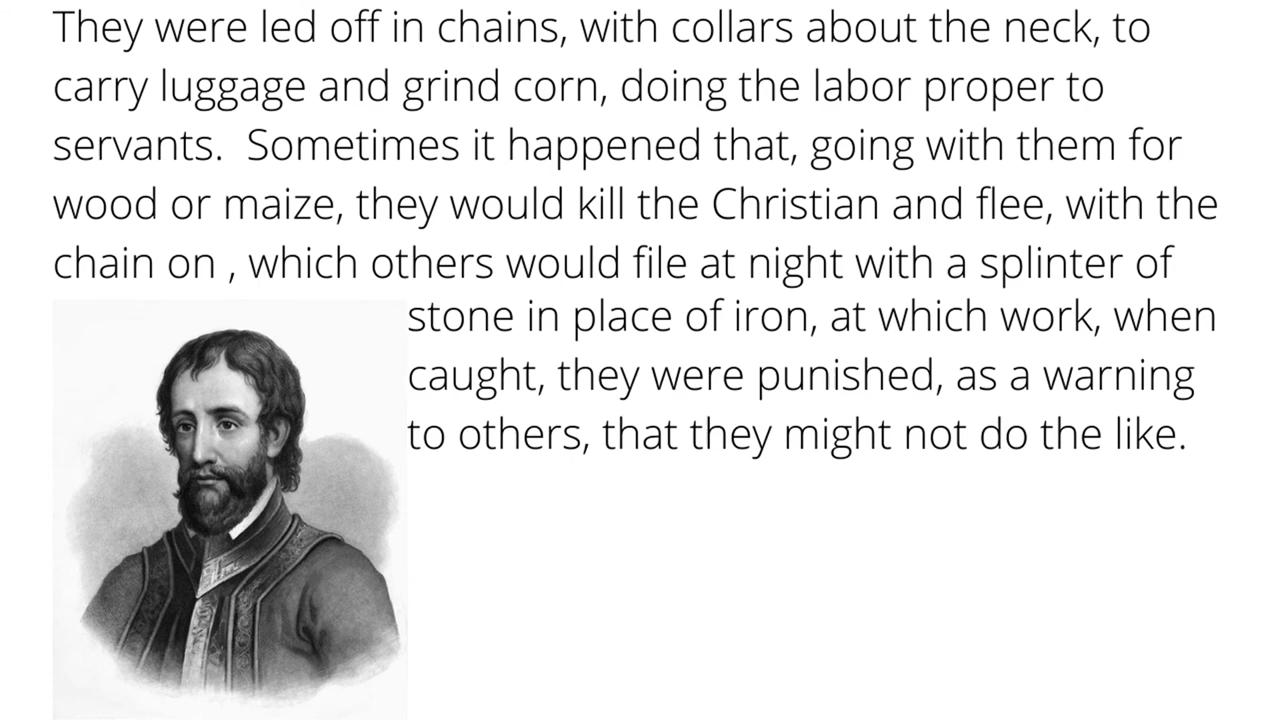 They were led off in chains, with collars about the neck, to
carry luggage and grind corn, doing the labor proper to
servants.  Sometimes it happened that, going with them for
wood or maize, they would kill the Christian and flee, with the
chain on , which others would file at night with a splinter of
stone in place of iron, at which work, when
caught, they were punished, as a warning
to others, that they might not do the like.